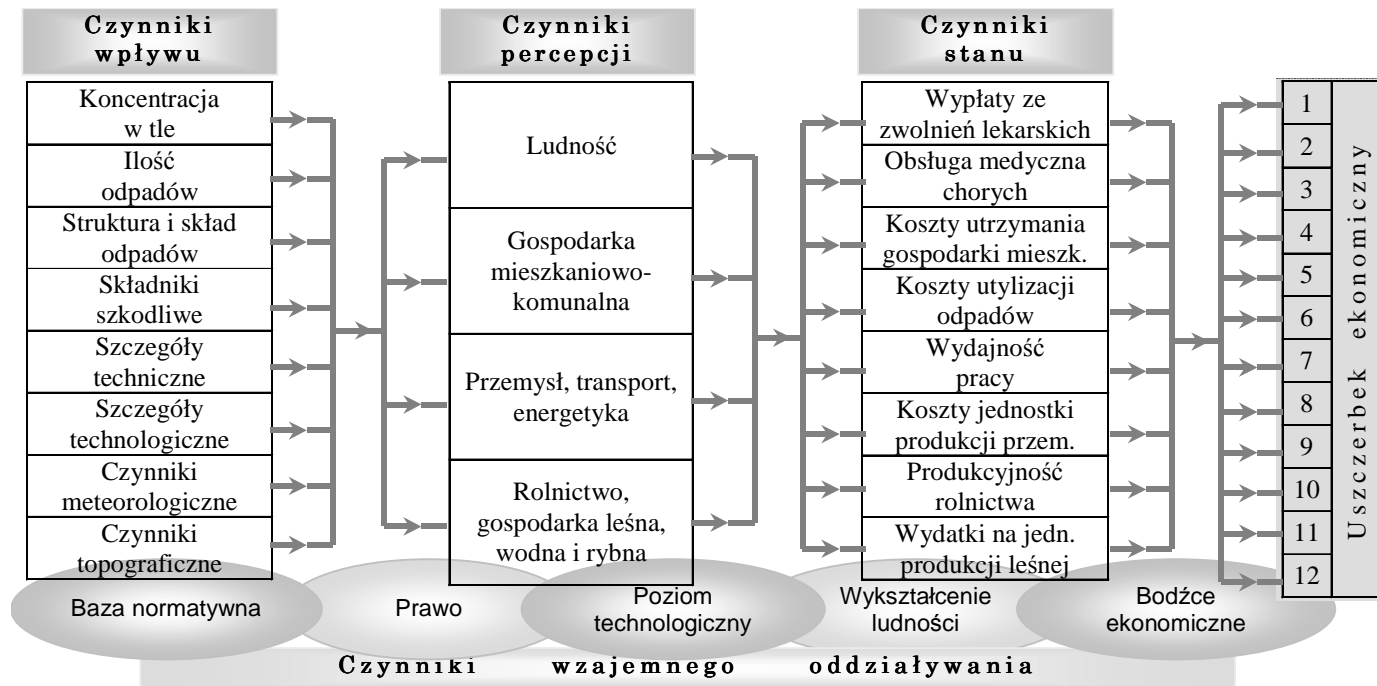 Czynniki
wpływu
Koncentracja
w tle
Ilość
odpadów
Struktura i skład
odpadów
Składniki
szkodliwe
Szczegóły
techniczne
Szczegóły
technologiczne
Czynniki
meteorologiczne
Czynniki
topograficzne
Czynniki
percepcji
Ludność
Gospodarka
mieszkaniowo-
komunalna
Przemysł, transport,
energetyka
Rolnictwo,
gospodarka leśna,
wodna i rybna
Czynniki
stanu
Wypłaty ze
zwolnień lekarskich
Obsługa medyczna
chorych
Koszty utrzymania
gospodarki mieszk.
Koszty utylizacji
odpadów
Wydajność
pracy
Koszty jednostki
produkcji przem.
Produkcyjność
rolnictwa
Wydatki na jedn.
produkcji leśnej
1
2
3
4
5
6
7
8
9
10
11
12
Uszczerbek ekonomiczny
Baza normatywna
Prawo
Poziom
technologiczny
Wykształcenie
ludności
Bodźce
ekonomiczne
Czynniki wzajemnego oddziaływania